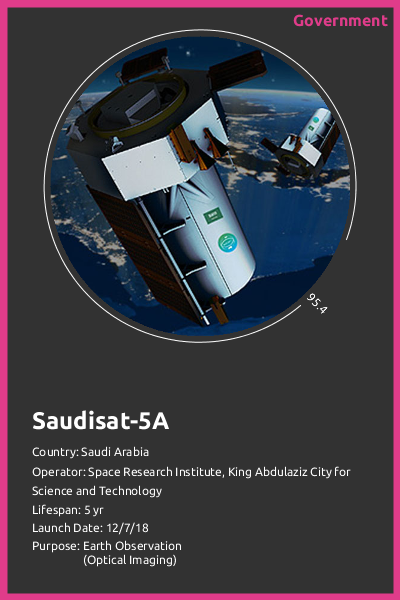 Government
95.4
Saudisat-5A
Country: Saudi Arabia
Operator: Space Research Institute, King Abdulaziz City for
Science and Technology
Lifespan: 5 yr
Launch Date: 12/7/18
Purpose: Earth Observation
(Optical Imaging)